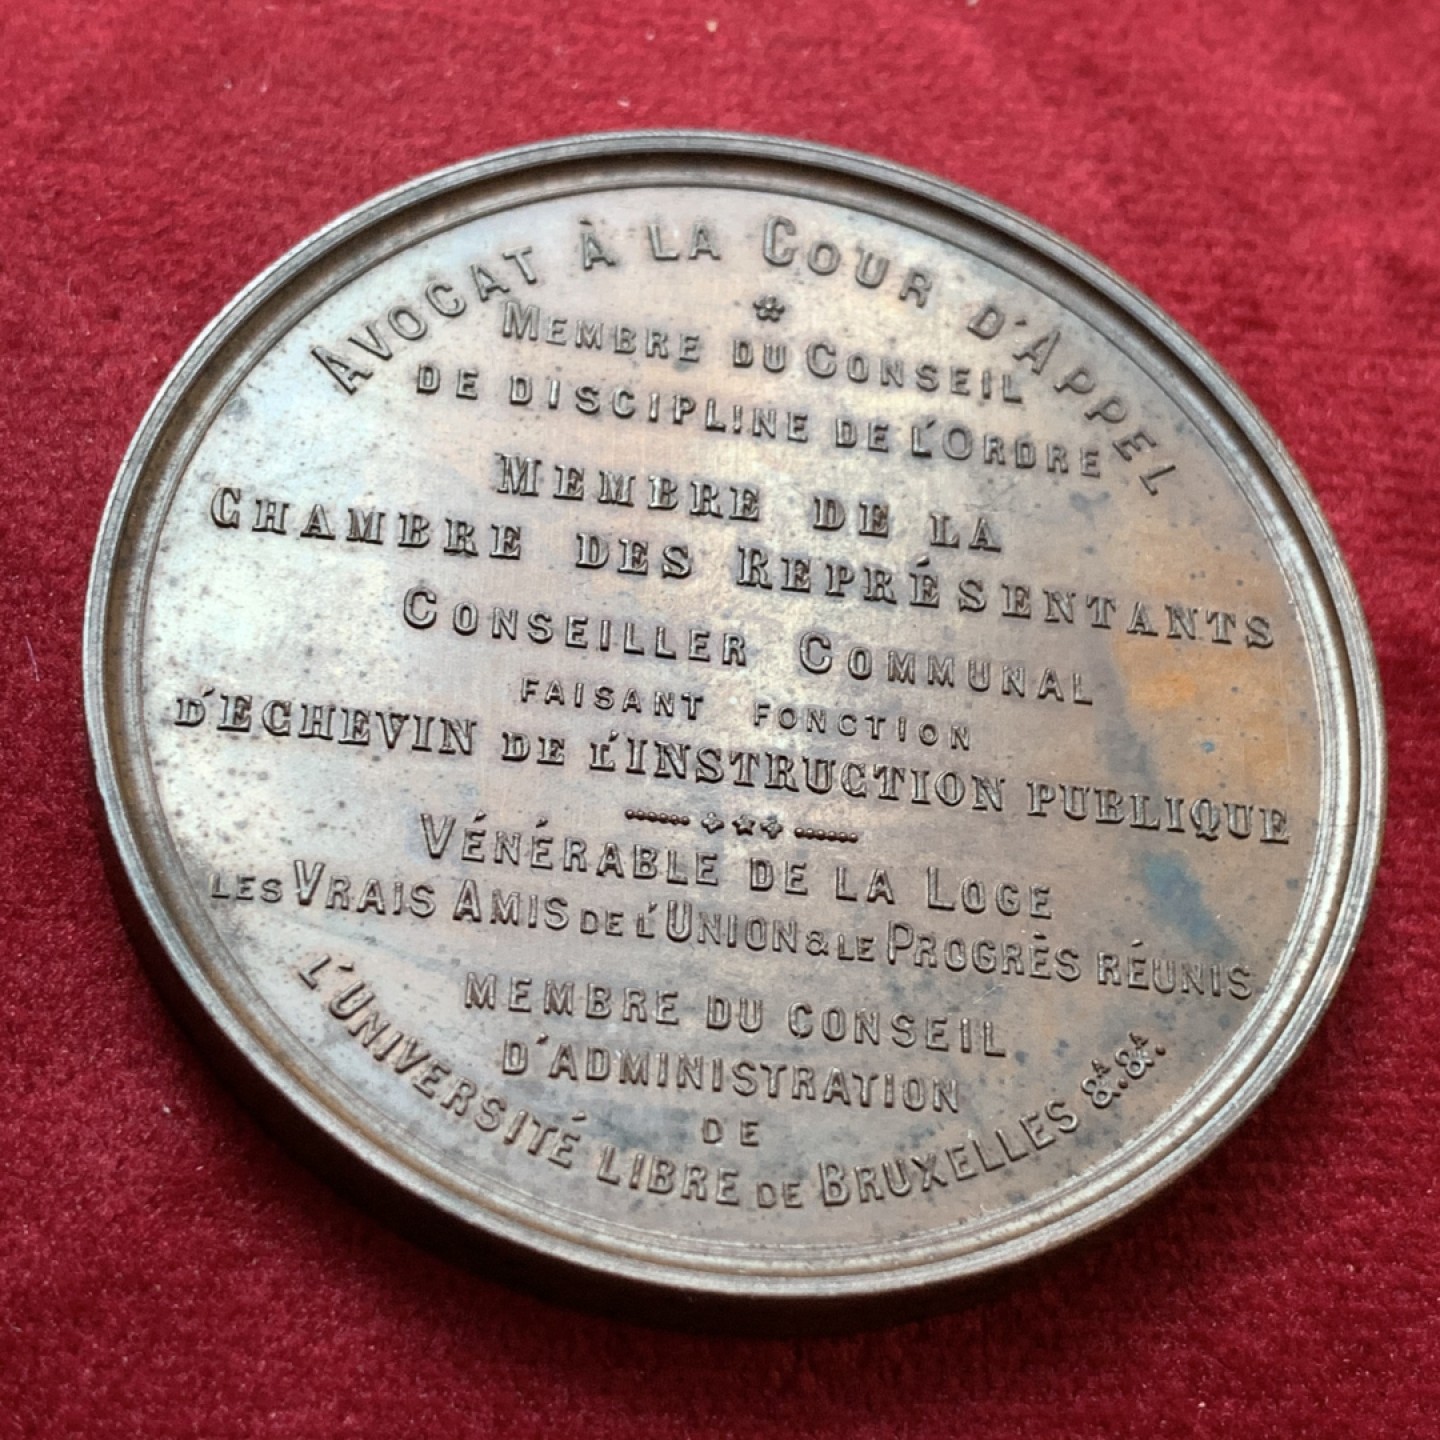 AVOCAT À LA COUR D'APPEL
MEMBRE DU CONSEIL
DE DISCIPLINE DE L'ORDRE
MEMBRE DE LA
CHAMBRE DES REPRÉSENTANTS
CONSEILLER COMMUNAL
FAISANT FONCTION
D'ECHEVIN DE L'INSTRUCTION PUBLIQUE
VÉNÉRABLE DE LA LOGE
LES VRAIS AMIS DE L'UNION & LE PROGRÈS RÉUNIS
MEMBRE DU CONSEIL
D'ADMINISTRATION
DE
L'UNIVERSITÉ LIBRE DE BRUXELLES &A. &A.